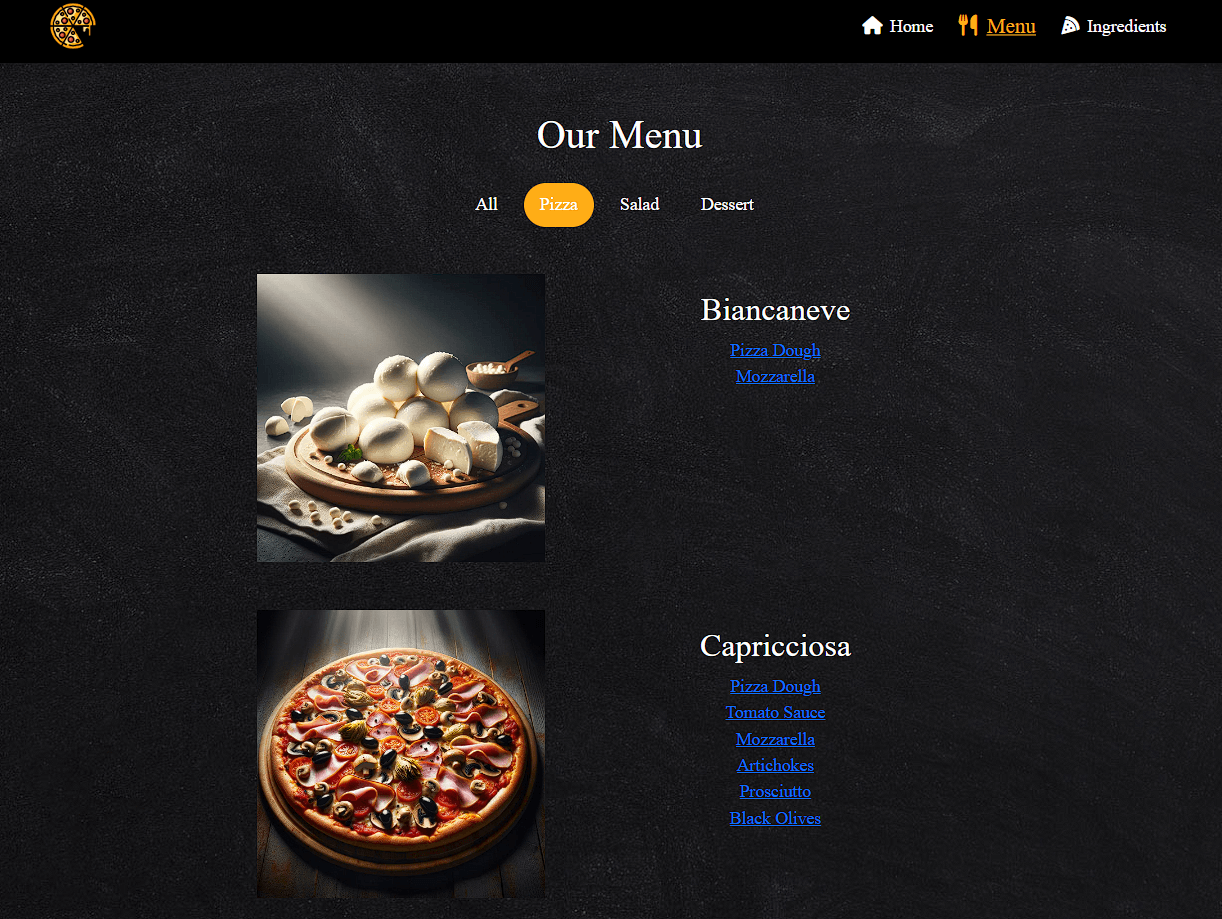 Home Menu Ingredients
Our Menu
All Pizza Salad Dessert
Biancaneve
Pizza Dough
Mozzarella
Capricciosa
Pizza Dough
Tomato Sauce
Mozzarella
Artichokes
Prosciutto
Black Olives